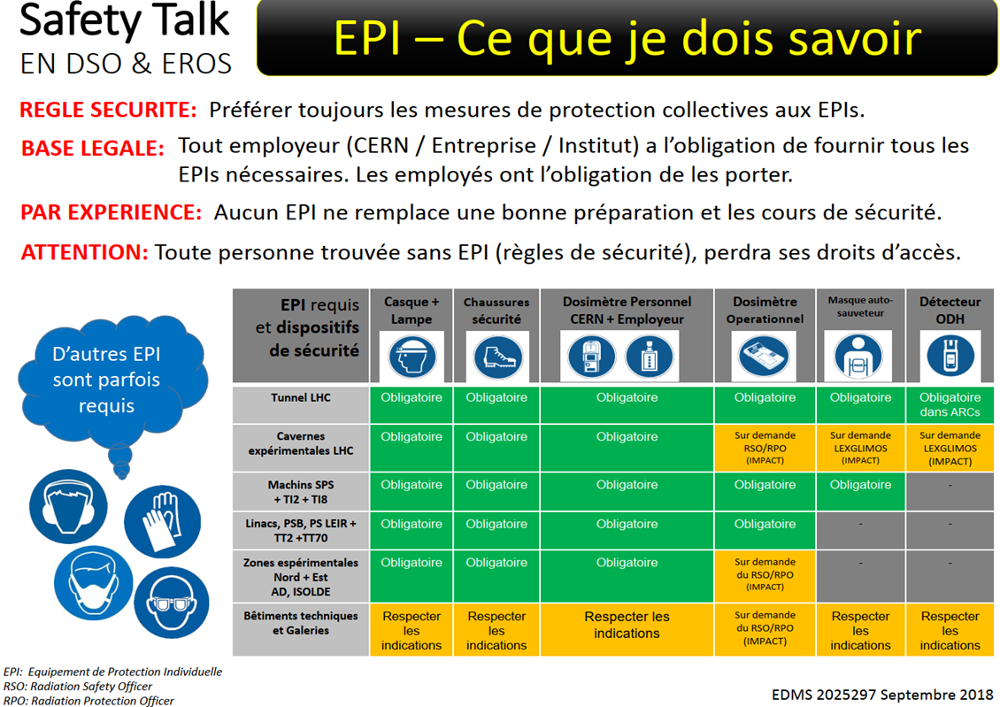 Safety Talk
EN DSO & EROS
EPI – Ce que je dois savoir
REGLE SECURITE: Préférer toujours les mesures de protection collectives aux EPIs.
BASE LEGALE: Tout employeur (CERN / Entreprise / Institut) a l’obligation de fournir tous les
EPIs nécessaires. Les employés ont l’obligation de les porter.
PAR EXPERIENCE: Aucun EPI ne remplace une bonne préparation et les cours de sécurité.
ATTENTION: Toute personne trouvée sans EPI (règles de sécurité), perdra ses droits d’accès.
D’autres EPI
sont parfois
requis
EPI requis
et dispositifs
de sécurité
Casque +
Lampe
Chaussures
sécurité
Dosimètre Personnel
CERN + Employeur
Dosimètre
Operationnel
Masque auto-
sauveteur
Détecteur
ODH
Tunnel LHC
Obligatoire
Obligatoire
Obligatoire
Obligatoire
Obligatoire
Obligatoire
dans ARCs
Cavernes
expérimentales LHC
Obligatoire
Obligatoire
Obligatoire
Sur demande
RSO/RPO
(IMPACT)
Sur demande
LEXGLIMOS
(IMPACT)
Sur demande
LEXGLIMOS
(IMPACT)
Machins SPS
+ TI2 + TI8
Obligatoire
Obligatoire
Obligatoire
Obligatoire
Obligatoire
-
Linacs, PSB, PS LEIR +
TT2 +TT70
Obligatoire
Obligatoire
Obligatoire
Obligatoire
-
-
Zones espérimentales
Nord + Est
AD, ISOLDE
Obligatoire
Obligatoire
Obligatoire
Sur demande
du RSO/RPO
(IMPACT)
-
-
Bêtiments techniques
et Galeries
Respecter
les
indications
Respecter
les
indications
Respecter les
indications
Sur demande
du RSO/RPO
(IMPACT)
Respecter
les
indications
Respecter
les
indications
EPI: Equipement de Protection Individuelle
RSO: Radiation Safety Officer
RPO: Radiation Protection Officer
EDMS 2025297 Septembre 2018